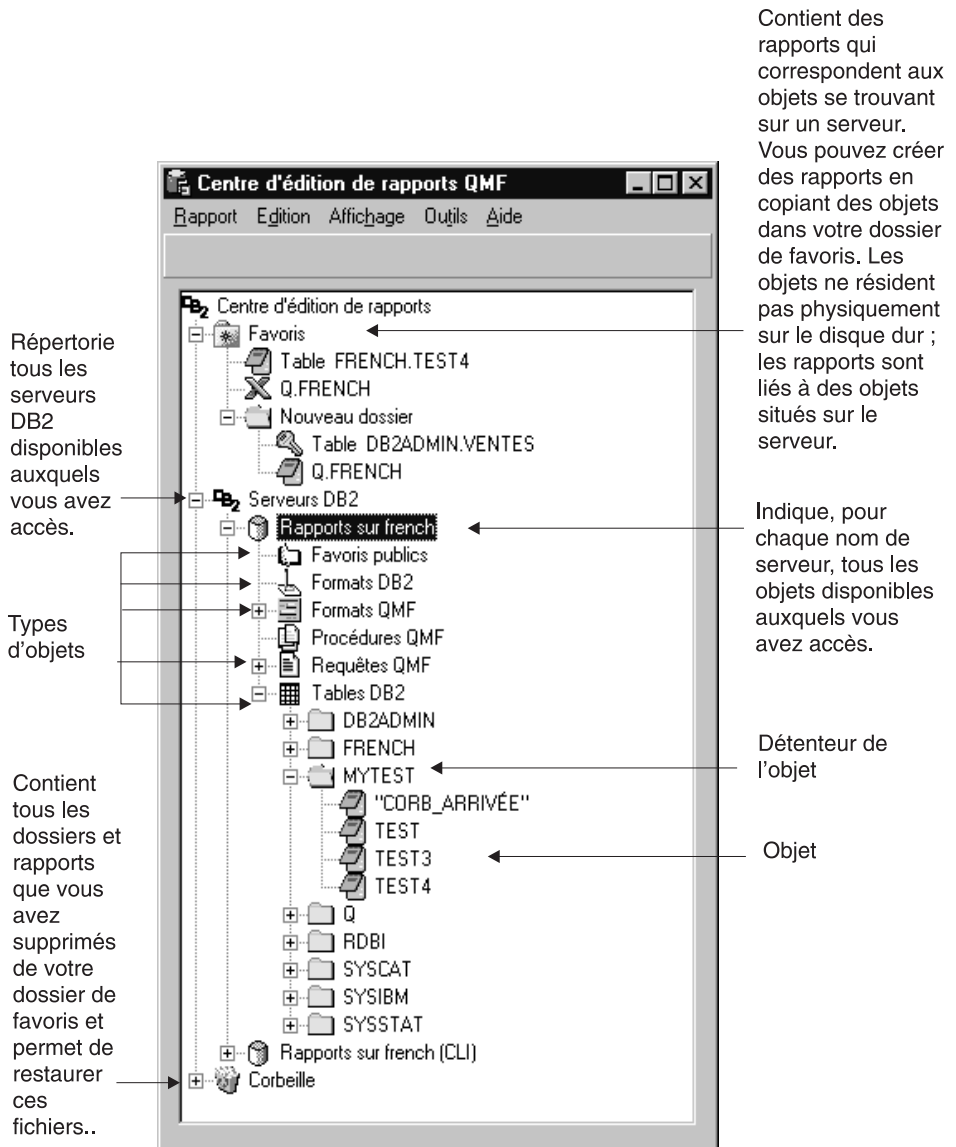 Contient des
rapports qui
correspondent aux
objets se trouvant
sur un serveur.
Vous pouvez créer
des rapports en
copiant des objets
dans votre dossier
de favoris. Les
objets ne résident
pas physiquement
sur le disque dur ;
les rapports sont
liés à des objets
situés sur le
serveur.
Centre d'édition de rapports QMF
Rapport Edition Affichage Outils Aide
Centre d'édition de rapports
Favoris
Table FRENCH.TEST4
Q.FRENCH
Nouveau dossier
Table DB2ADMIN.VENTES
Q.FRENCH
Serveurs DB2
Rapports sur french
Favoris publics
Formats DB2
Formats QMF
Procédures QMF
Requêtes QMF
Tables DB2
DB2ADMIN
FRENCH
MYTEST
"CORB_ARRIVÉE"
TEST
TEST3
TEST4
Q
RDBI
SYSCAT
SYSIBM
SYSSTAT
Rapports sur french (CLI)
Corbeille
Répertorie
tous les
serveurs
DB2
disponibles
auxquels
vous avez
accès.
Types
d'objets
Contient
tous les
dossiers et
rapports
que vous
avez
supprimés
de votre
dossier de
favoris et
permet de
restaurer
ces
fichiers..
Indique, pour
chaque nom de
serveur, tous les
objets disponibles
auxquels vous
avez accès.
Détenteur de
l'objet
Objet